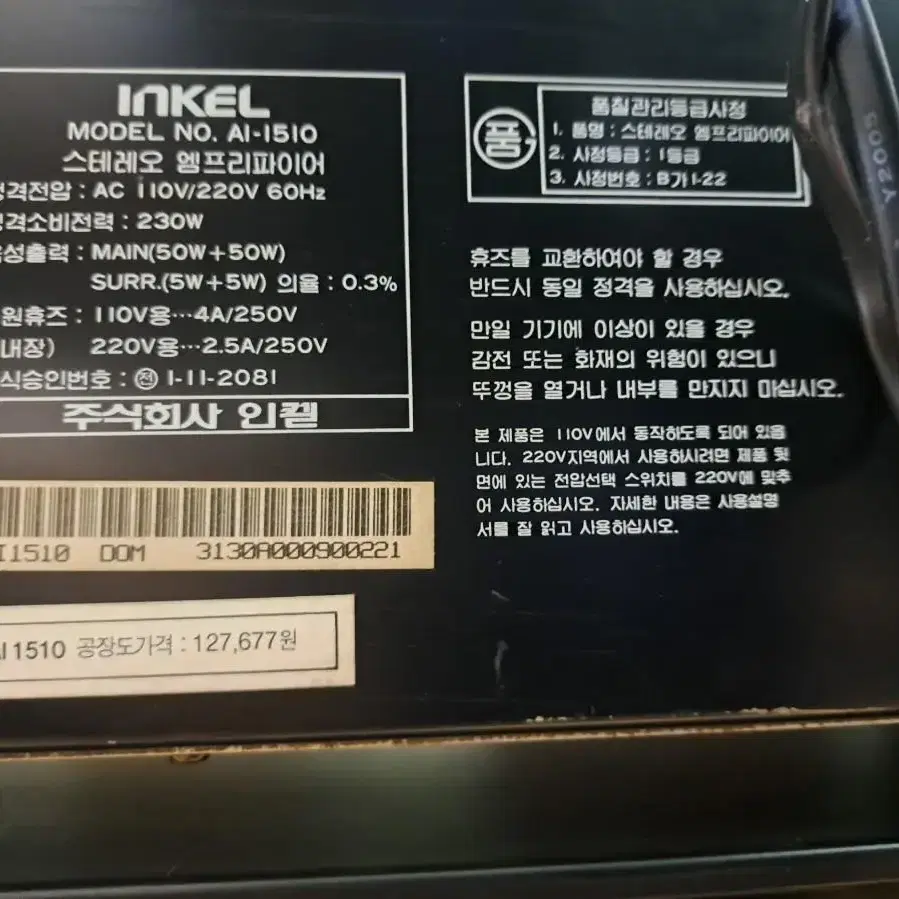 INKEL
MODEL NO. AI-1510
스테레오 엠프리파이어
격전압 : AC 110V/220V 60Hz
격소비전력 : 230W
성출력 : MAIN(50W+50W)
SURR.(5W+5W) 의율 : 0.3%
원휴즈 : 110V용…4A/250V
내장) 220V용…2.5A/250V
식승인번호 : 전 1-11-2081
주식회사 인켈
I1510 DOM 3130A000900221
AI1510 공장도가격 : 127,677원
품
품질관리등급사정
1. 품명 : 스테레오 엠프리파이어
2. 사정등급 : 1등급
3. 사정번호 : B가1-22
휴즈를 교환하여야 할 경우
반드시 동일 정격을 사용하십시오.
만일 기기에 이상이 있을 경우
감전 또는 화재의 위험이 있으니
뚜껑을 열거나 내부를 만지지 마십시오.
본 제품은 110V에서 동작하도록 되어 있읍
니다. 220V지역에서 사용하시려면 제품 뒷
면에 있는 전압선택 스위치를 220V에 맞추
어 사용하십시오. 자세한 내용은 사용설명
서를 잘 읽고 사용하십시오.